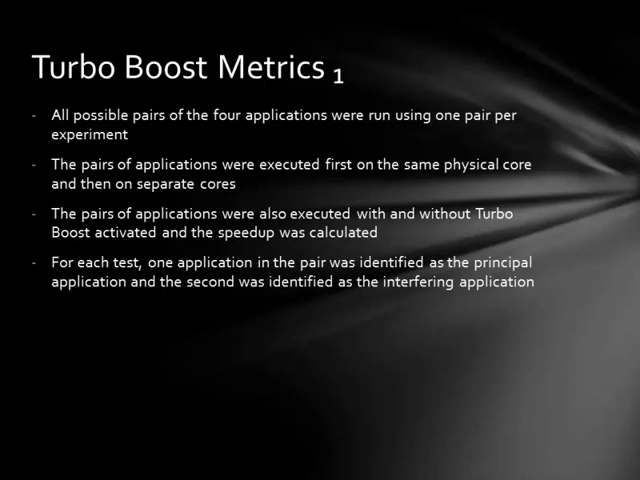 Turbo Boost Metrics 1
- All possible pairs of the four applications were run using one pair per
experiment
- The pairs of applications were executed first on the same physical core
and then on separate cores
- The pairs of applications were also executed with and without Turbo
Boost activated and the speedup was calculated
- For each test, one application in the pair was identified as the principal
application and the second was identified as the interfering application